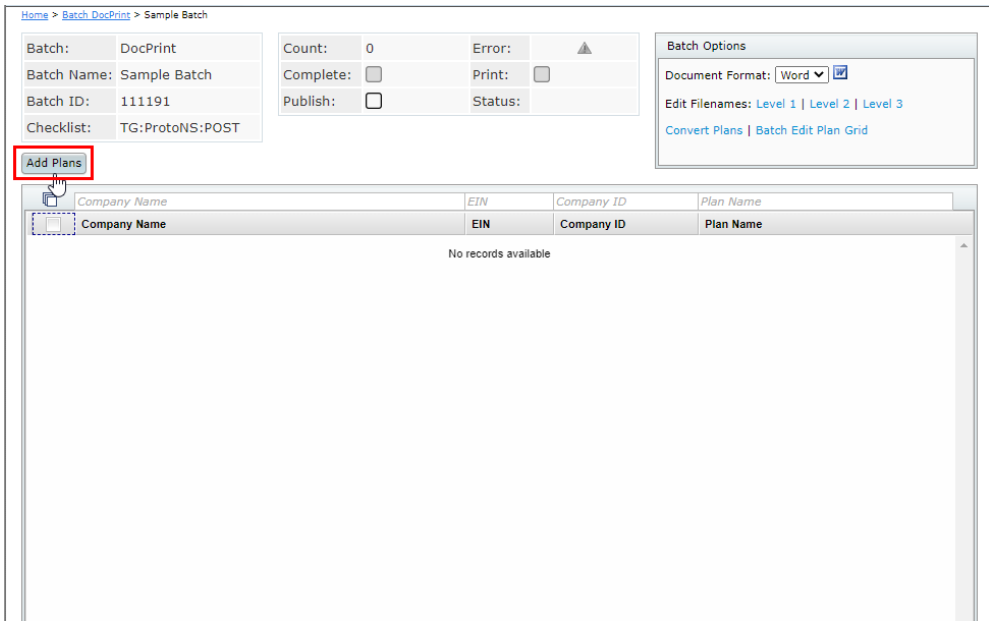 Home > Batch DocPrint > Sample Batch
Batch: DocPrint
Batch Name: Sample Batch
Batch ID: 111191
Checklist: TG:ProtoNS:POST
Count: 0 Error:
Complete: Print:
Publish: Status:
Batch Options
Document Format: Word
Edit Filenames: Level 1 | Level 2 | Level 3
Convert Plans | Batch Edit Plan Grid
Add Plans
Company Name EIN Company ID Plan Name
Company Name EIN Company ID Plan Name
No records available